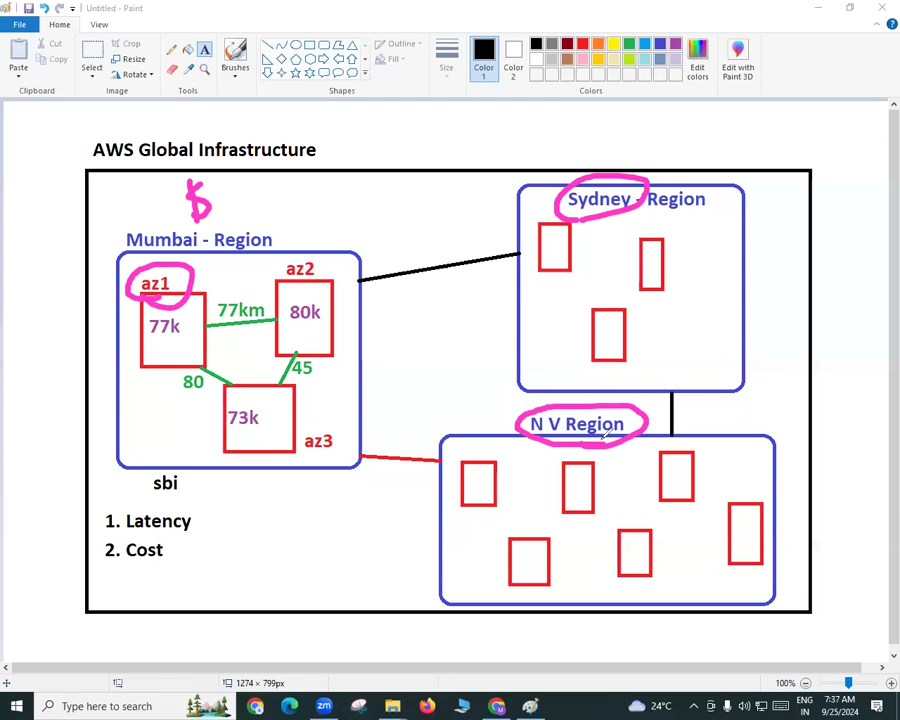 Untitled - Paint
File Home View
Paste
Cut
Copy
Clipboard
Select
Crop
Resize
Rotate
Image
A
Tools
Brushes
Shapes
Outline
Fill
Size
Color 1
Color 2
Colors
Edit colors
Edit with Paint 3D
AWS Global Infrastructure
$
Mumbai - Region
az1
77k
77km
az2
80k
80
45
73k
az3
sbi
1. Latency
2. Cost
Sydney - Region
N V Region
1274 × 799px
100%
Type here to search
zm
24°C
ENG
IN
7:37 AM
9/25/2024